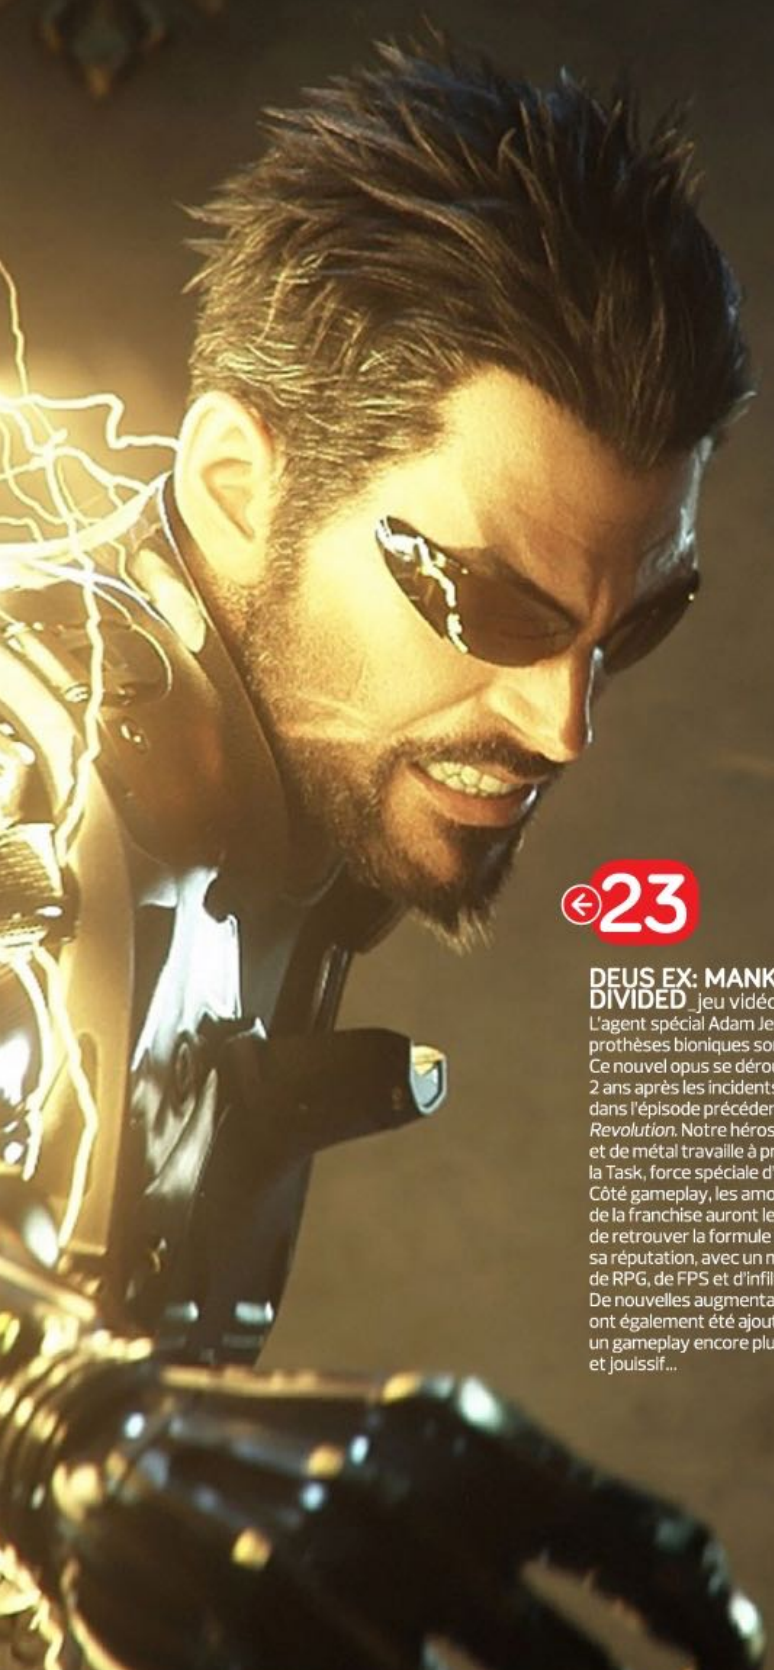 23
DEUS EX: MANK
DIVIDED_jeu vidéo
L'agent spécial Adam Je
prothèses bioniques so
Ce nouvel opus se dérou
2 ans après les incidents
dans l'épisode précéden
Revolution. Notre héros
et de métal travaille à pr
la Task, force spéciale d'
Côté gameplay, les amo
de la franchise auront le
de retrouver la formule
sa réputation, avec un m
de RPG, de FPS et d'infil
De nouvelles augmenta
ont également été ajout
un gameplay encore plu
et jouissif...